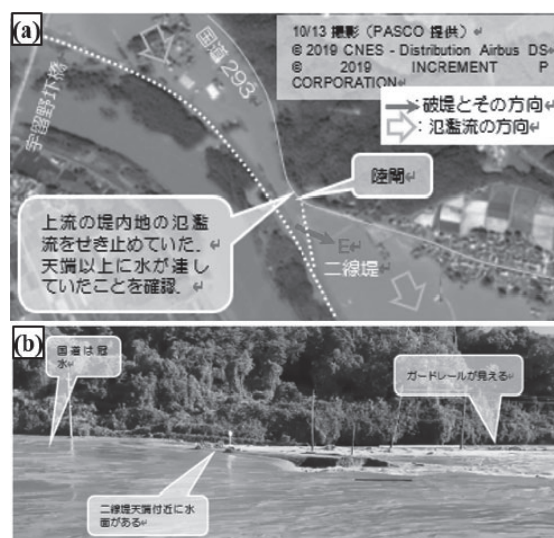 (a)
10/13 撮影（PASCO 提供）↵
© 2019 CNES - Distribution Airbus DS
© 2019 INCREMENT P
CORPORATION↵
国道 293
宇留野圷橋
:破堤とその方向↵
:氾濫流の方向↵
陸閘↵
上流の堤内地の氾濫
流をせき止めていた．
天端以上に水が達し
ていたことを確認．↵
E↵
二線堤↵
(b)
国道は冠
水↵
ガードレールが見える↵
二線堤天端付近に水
面がある↵